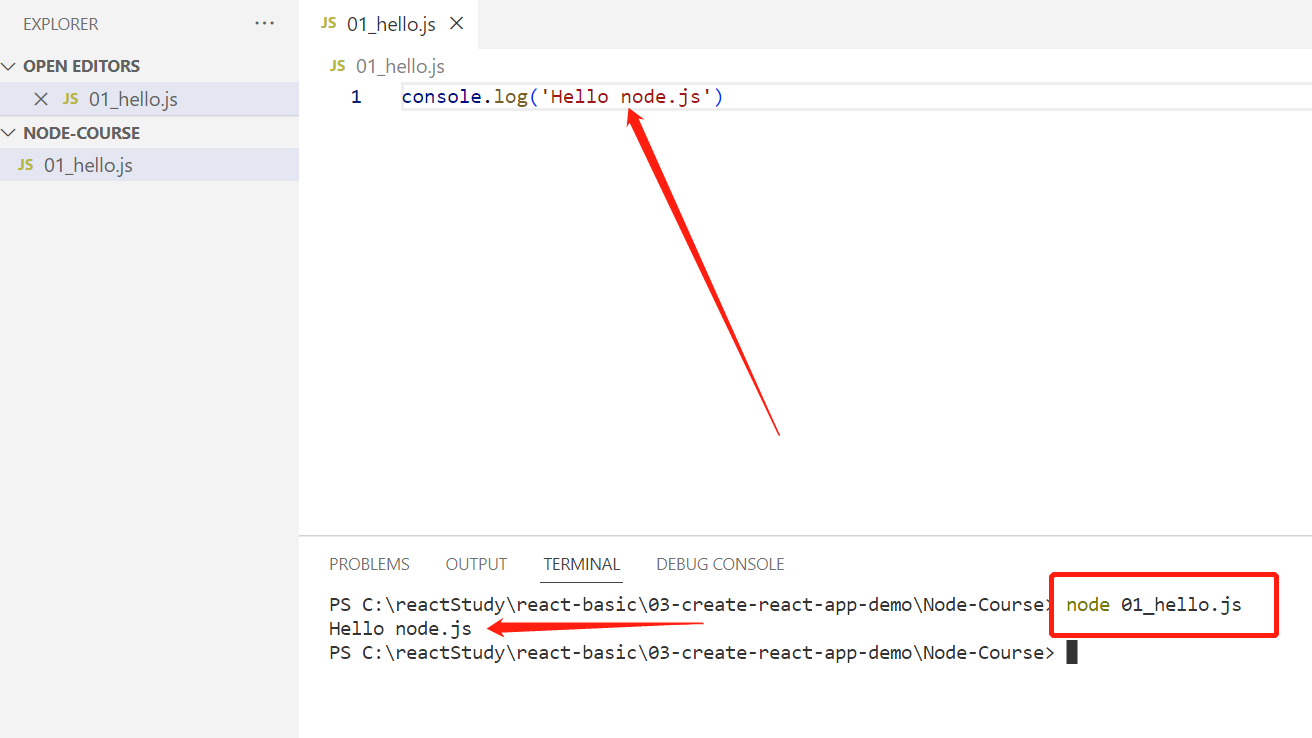 EXPLORER ...
OPEN EDITORS
JS 01_hello.js
NODE-COURSE
JS 01_hello.js
JS 01_hello.js
JS 01_hello.js
1 console.log('Hello node.js')
PROBLEMS OUTPUT TERMINAL DEBUG CONSOLE
PS C:\reactStudy\react-basic\03-create-react-app-demo\Node-Course> node 01_hello.js
Hello node.js
PS C:\reactStudy\react-basic\03-create-react-app-demo\Node-Course>